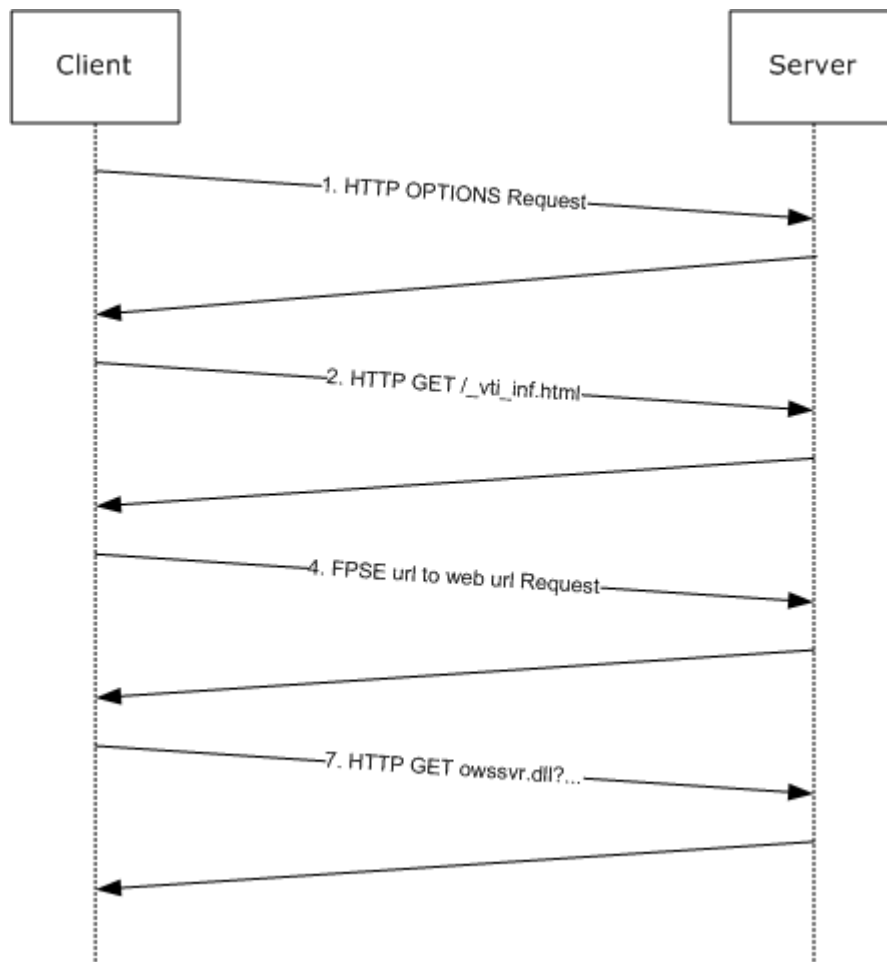 Client
Server
1. HTTP OPTIONS Request
2. HTTP GET /_vti_inf.html
4. FPSE url to web url Request
7. HTTP GET owssvr.dll?...